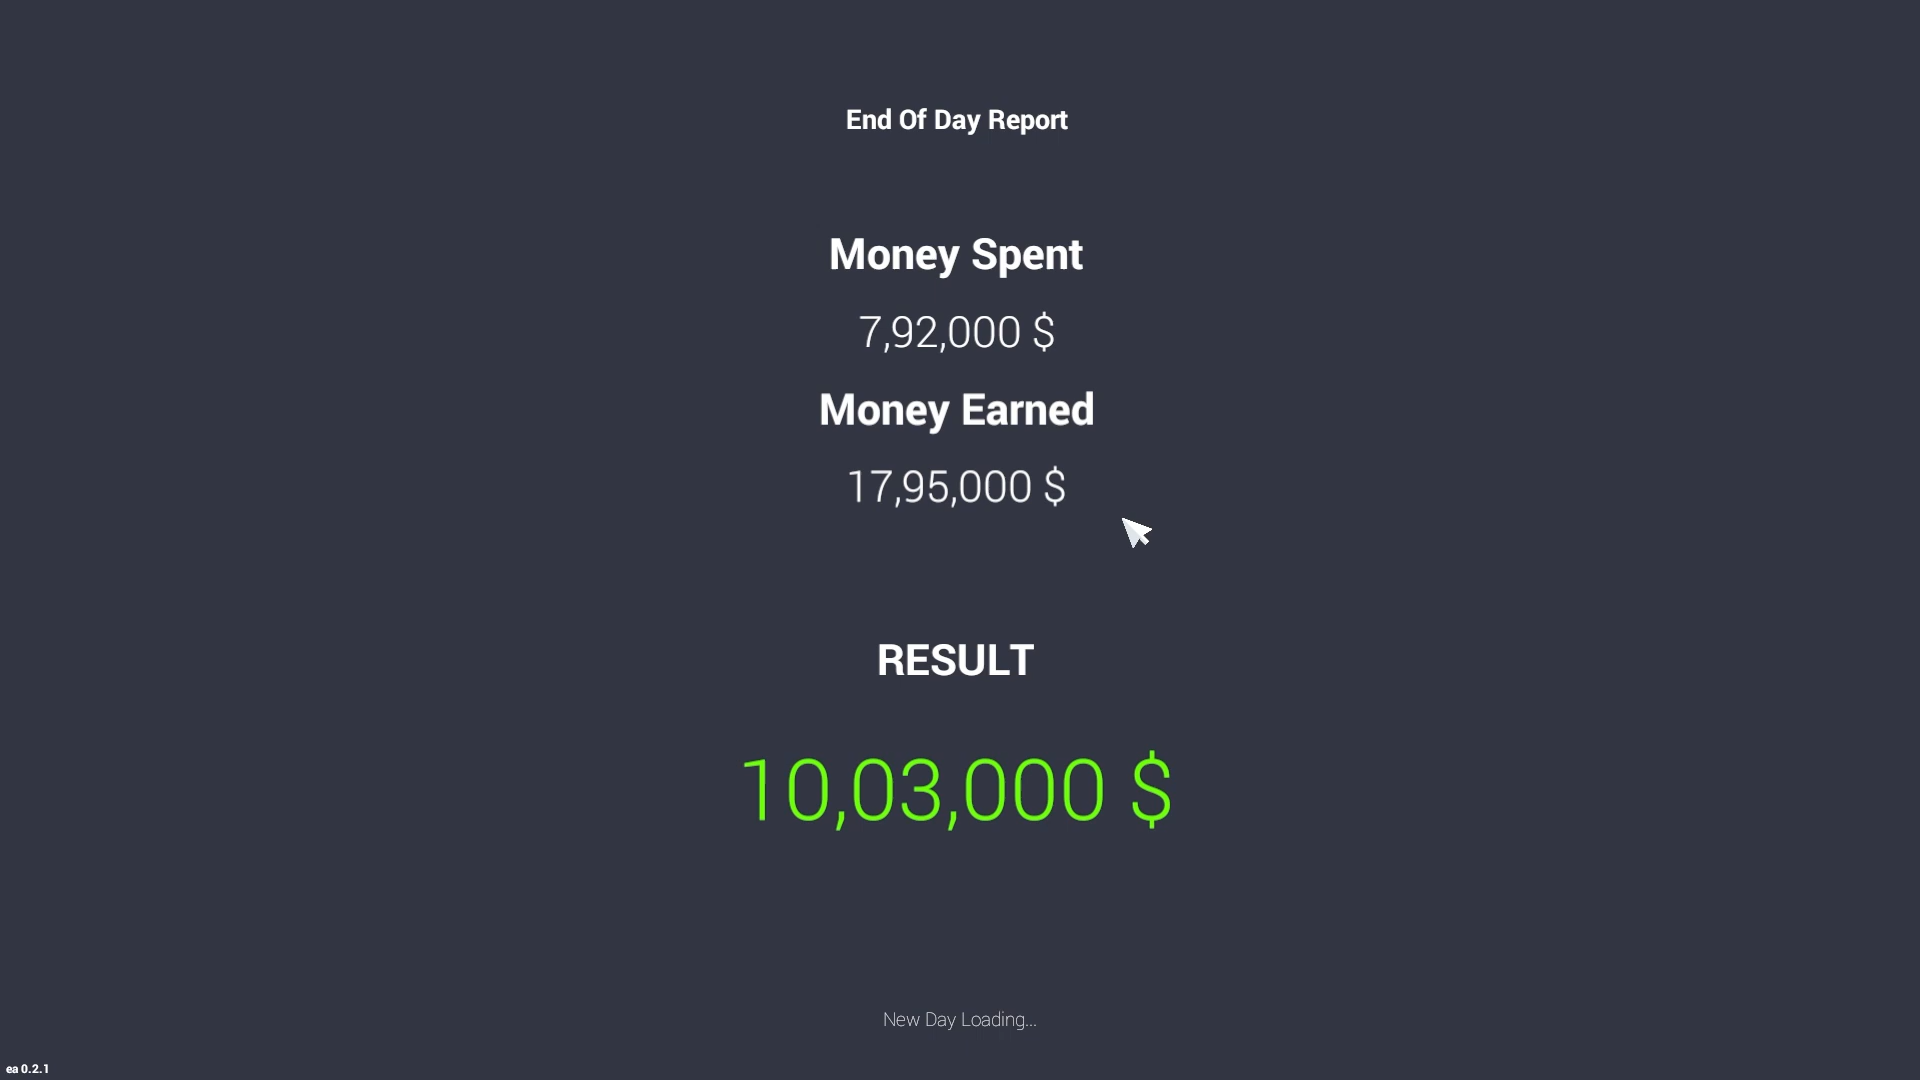 End Of Day Report
Money Spent
7,92,000 $
Money Earned
17,95,000 $
RESULT
10,03,000 $
New Day Loading...
ea 0.2.1